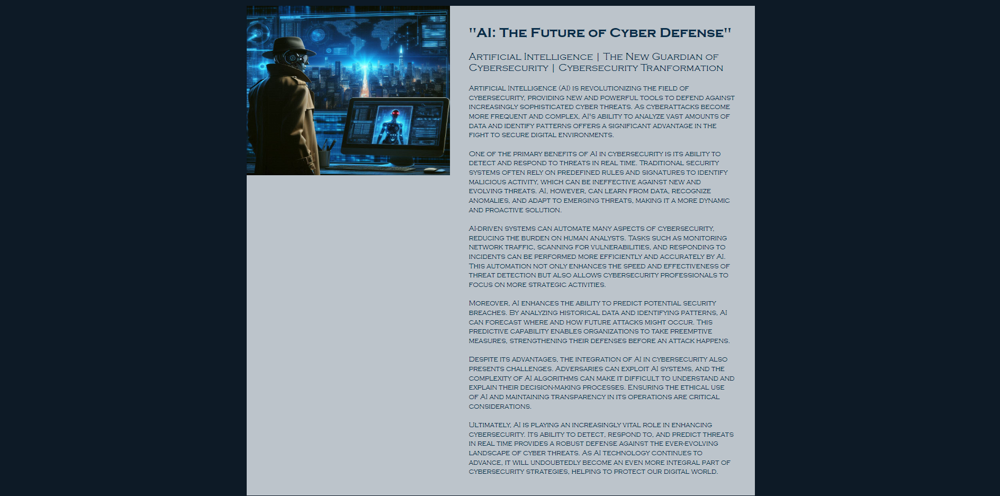 "AI: The Future of Cyber Defense"
Artificial Intelligence | The New Guardian of
Cybersecurity | Cybersecurity Tranformation
Artificial Intelligence (AI) is revolutionizing the field of
cybersecurity, providing new and powerful tools to defend against
increasingly sophisticated cyber threats. As cyberattacks become
more frequent and complex, AI's ability to analyze vast amounts of
data and identify patterns offers a significant advantage in the
fight to secure digital environments.
One of the primary benefits of AI in cybersecurity is its ability to
detect and respond to threats in real time. Traditional security
systems often rely on predefined rules and signatures to identify
malicious activity, which can be ineffective against new and
evolving threats. AI, however, can learn from data, recognize
anomalies, and adapt to emerging threats, making it a more dynamic
and proactive solution.
AI-driven systems can automate many aspects of cybersecurity,
reducing the burden on human analysts. Tasks such as monitoring
network traffic, scanning for vulnerabilities, and responding to
incidents can be performed more efficiently and accurately by AI.
This automation not only enhances the speed and effectiveness of
threat detection but also allows cybersecurity professionals to
focus on more strategic activities.
Moreover, AI enhances the ability to predict potential security
breaches. By analyzing historical data and identifying patterns, AI
can forecast where and how future attacks might occur. This
predictive capability enables organizations to take preemptive
measures, strengthening their defenses before an attack happens.
Despite its advantages, the integration of AI in cybersecurity also
presents challenges. Adversaries can exploit AI systems, and the
complexity of AI algorithms can make it difficult to understand and
explain their decision-making processes. Ensuring the ethical use
of AI and maintaining transparency in its operations are critical
considerations.
Ultimately, AI is playing an increasingly vital role in enhancing
cybersecurity. Its ability to detect, respond to, and predict threats
in real time provides a robust defense against the ever-evolving
landscape of cyber threats. As AI technology continues to
advance, it will undoubtedly become an even more integral part of
cybersecurity strategies, helping to protect our digital world.